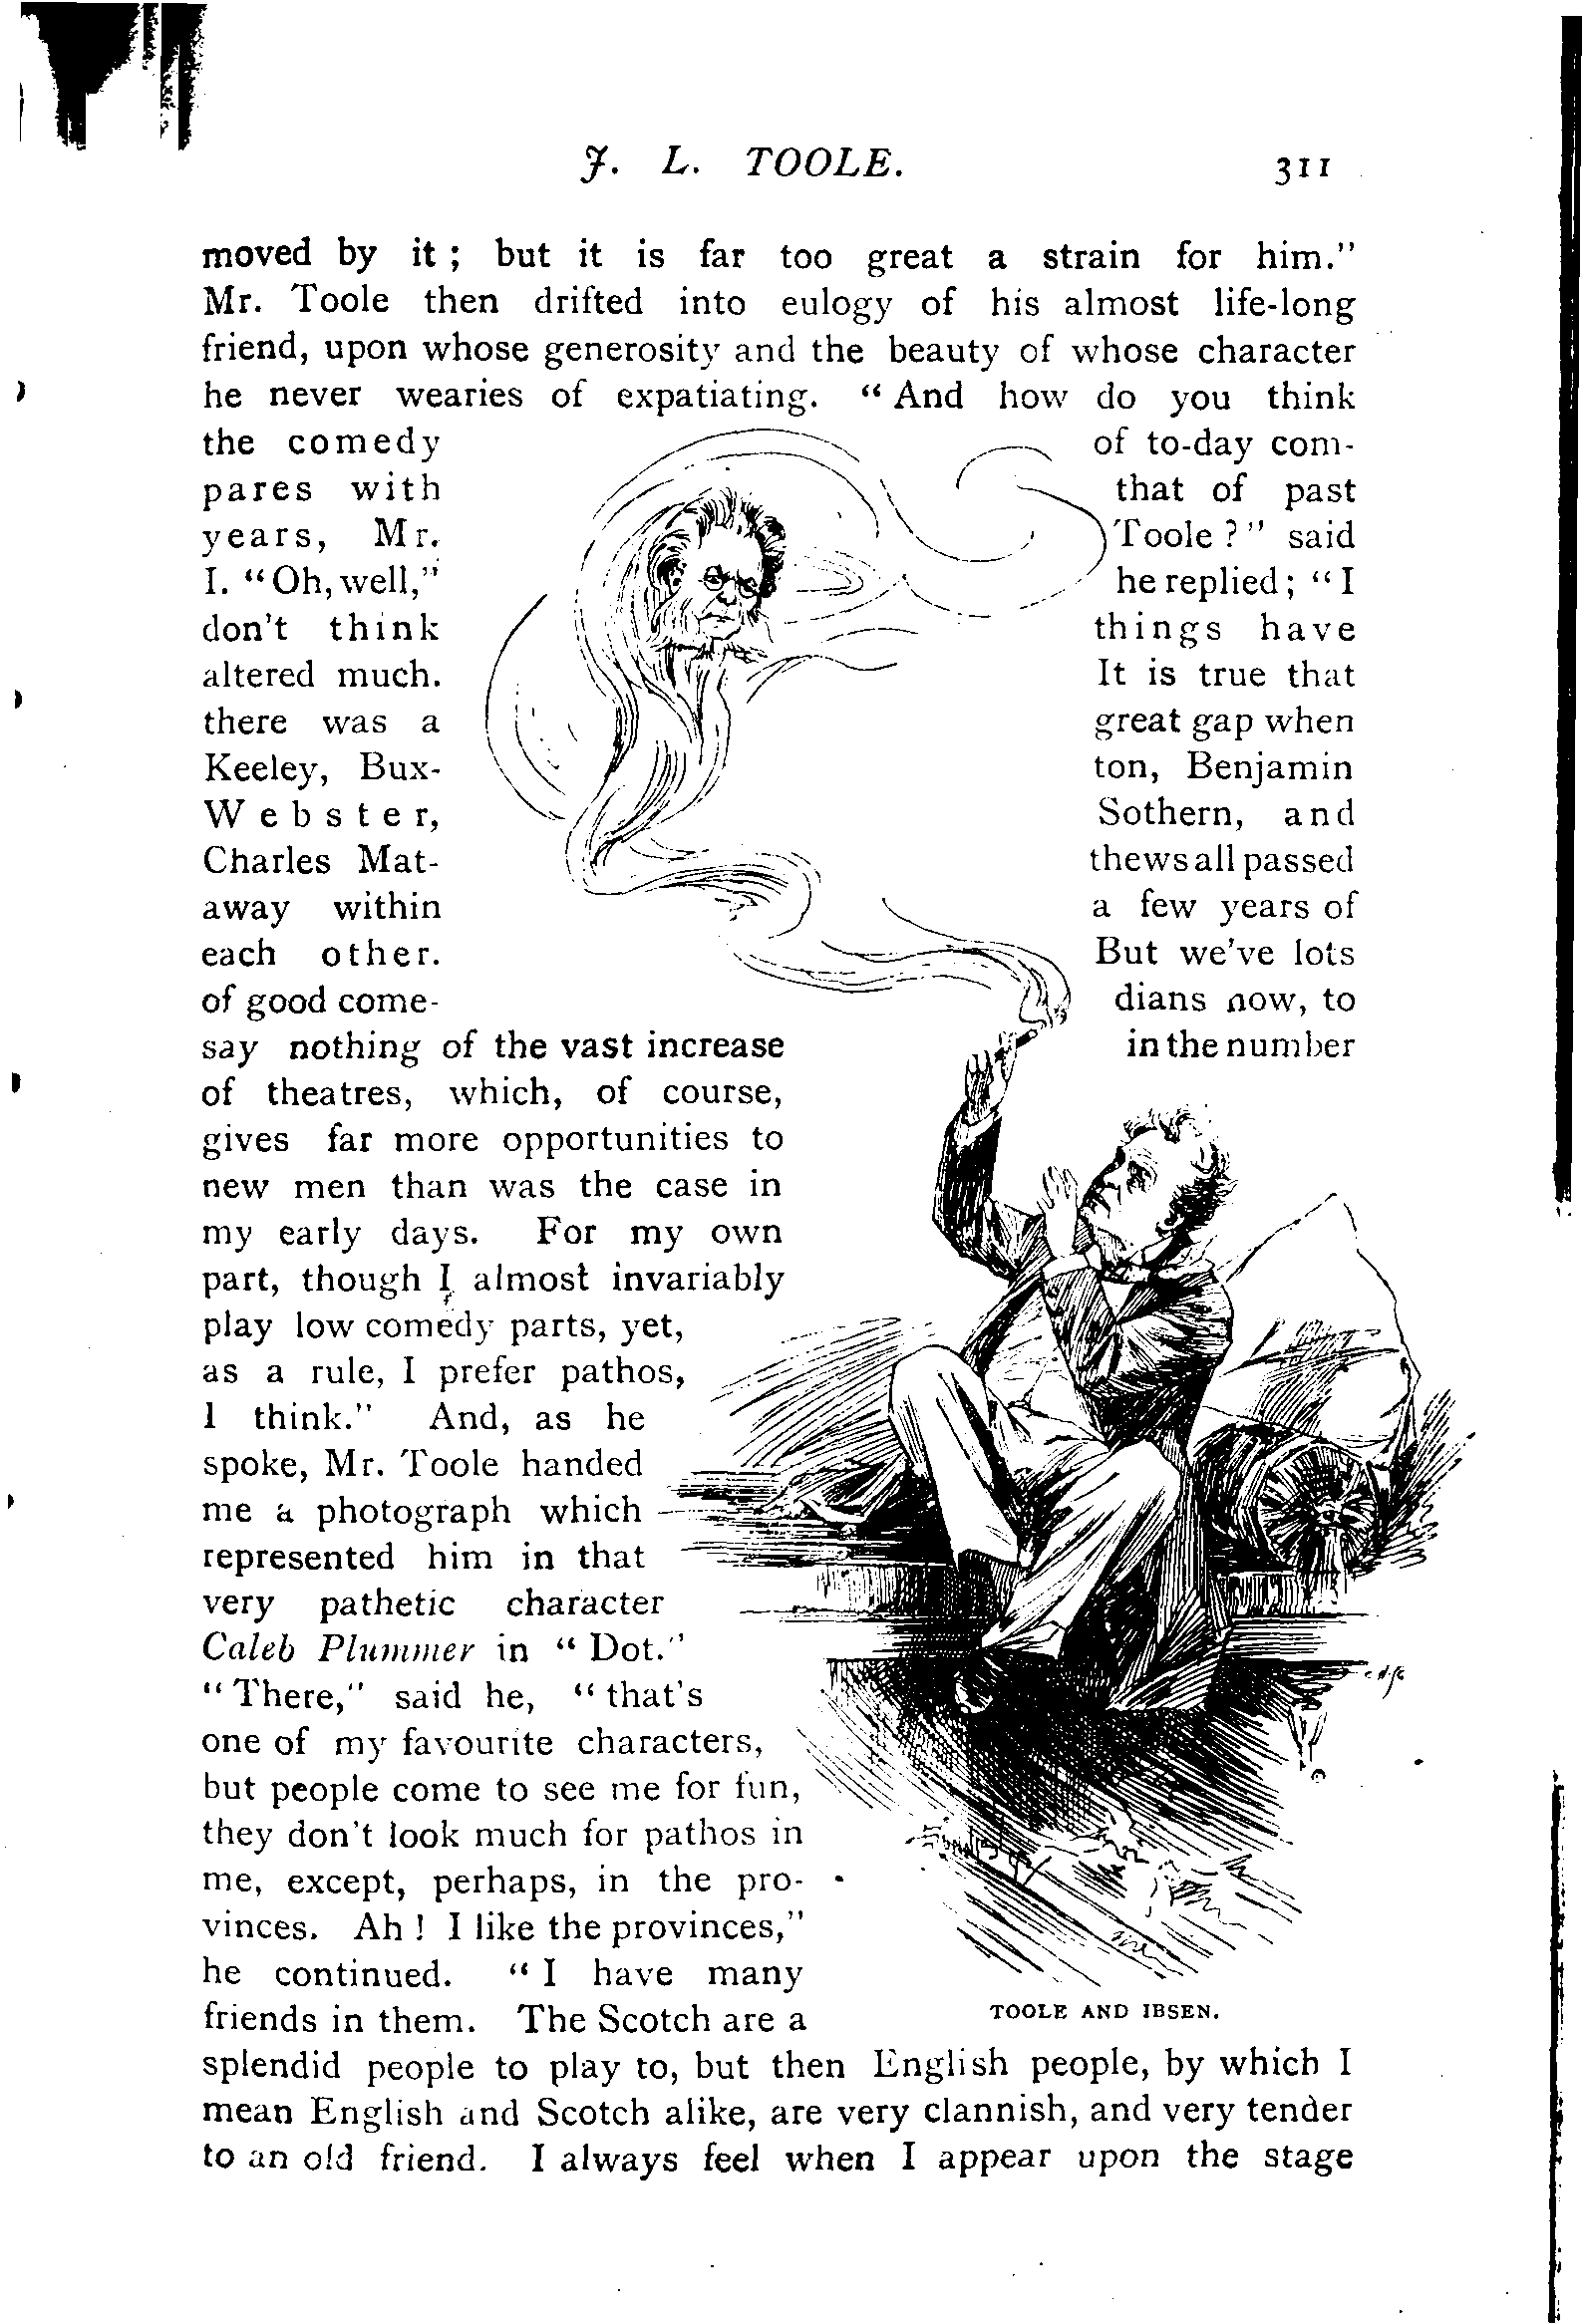 J. L. TOOLE. 311
moved by it ; but it is far too great a strain for him."
Mr. Toole then drifted into eulogy of his almost life-long
friend, upon whose generosity and the beauty of whose character
he never wearies of expatiating. "And how do you think
the comedy of to-day com-
pares with that of past
years, Mr. Toole ?" said
I. "Oh, well," he replied ; "I
don't think things have
altered much. It is true that
there was a great gap when
Keeley, Bux- ton, Benjamin
Webster, Sothern, and
Charles Mat- thews all passed
away within a few years of
each other. But we've lots
of good come- dians now, to
say nothing of the vast increase in the number
of theatres, which, of course,
gives far more opportunities to
new men than was the case in
my early days. For my own
part, though I almost invariably
play low comedy parts, yet,
as a rule, I prefer pathos,
I think." And, as he
spoke, Mr. Toole handed
me a photograph which
represented him in that
very pathetic character
Caleb Plummer in "Dot."
"There," said he, "that's
one of my favourite characters,
but people come to see me for fun,
they don't look much for pathos in
me, except, perhaps, in the pro-
vinces. Ah ! I like the provinces,"
he continued. "I have many
friends in them. The Scotch are a
TOOLE AND IBSEN.
splendid people to play to, but then English people, by which I
mean English and Scotch alike, are very clannish, and very tender
to an old friend. I always feel when I appear upon the stage